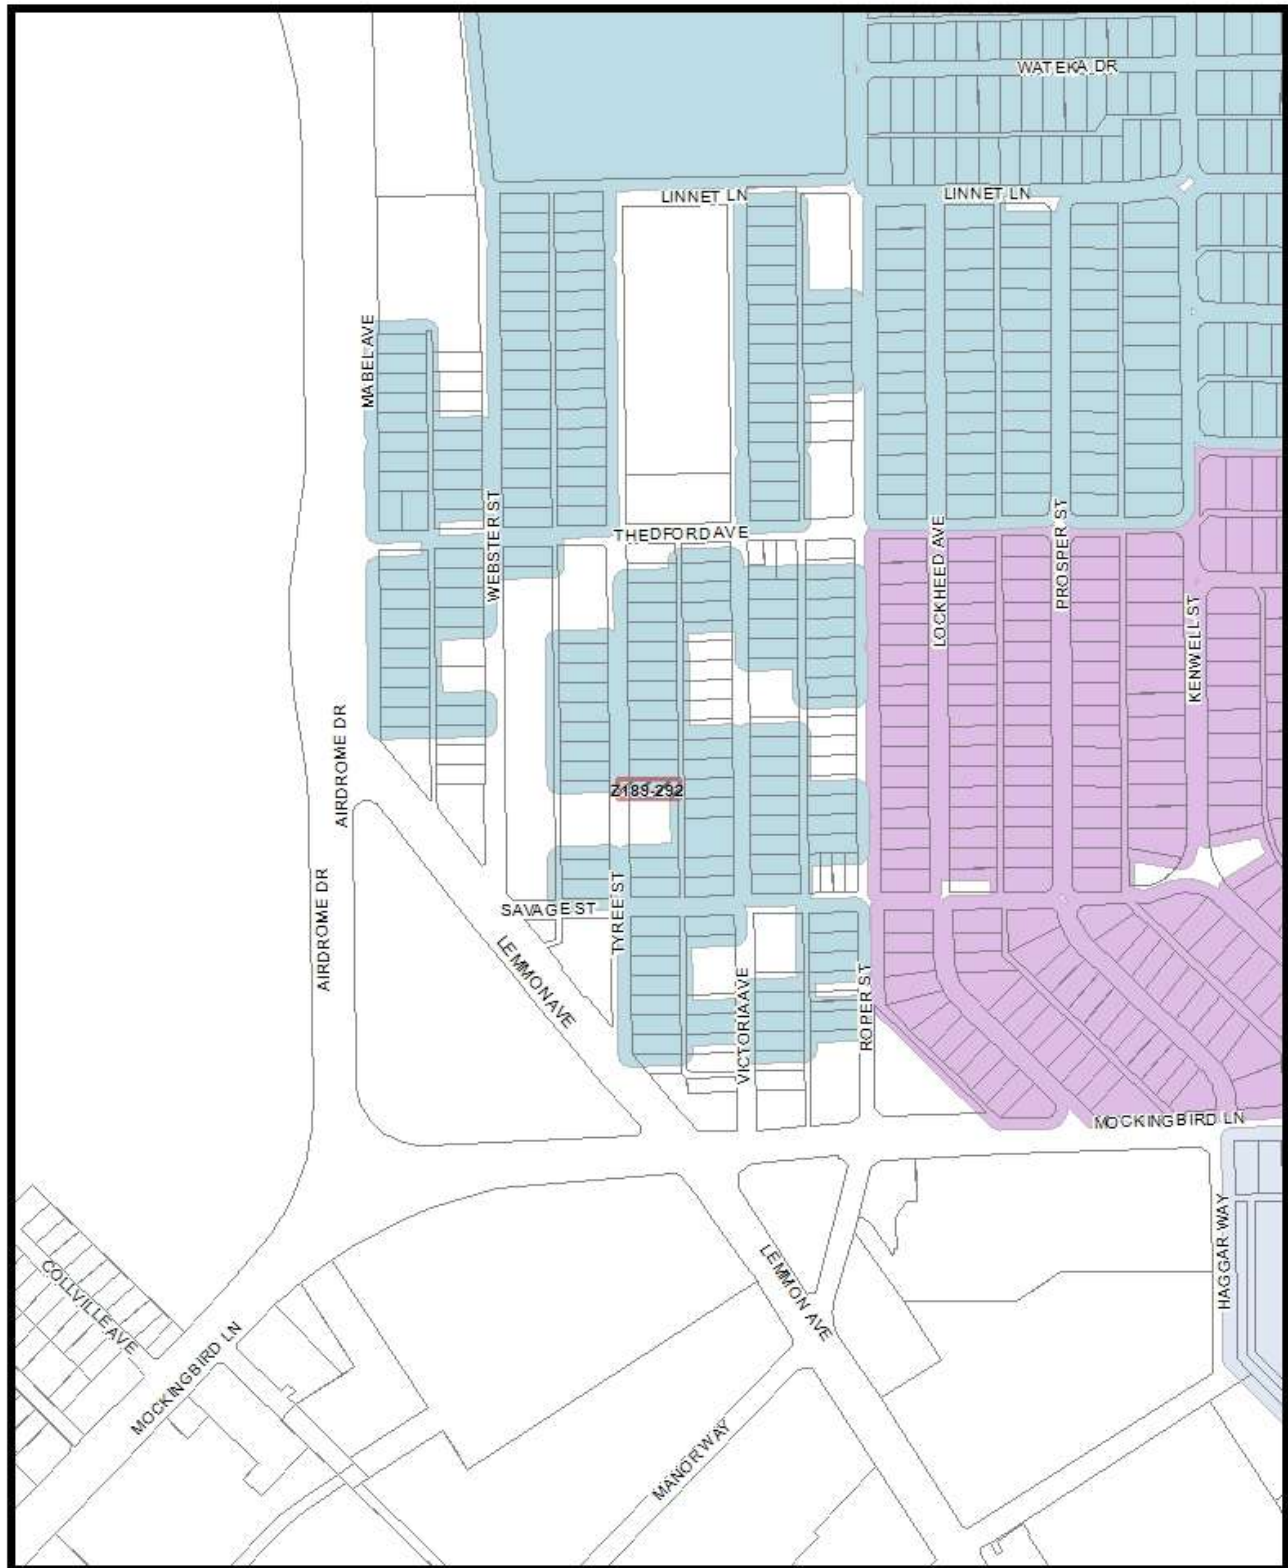 WATEKA DR
LINNET LN
LINNET LN
MABEL AVE
WEBSTER ST
THEDFORD AVE
LOCKHEED AVE
PROSPER ST
KENWELL ST
AIRDROME DR
Z189-292
AIRDROME DR
SAVAGE ST
TYREE ST
LEMMON AVE
VICTORIA AVE
ROPER ST
MOCKINGBIRD LN
HAGGAR WAY
COLLVILLE AVE
MOCKINGBIRD LN
LEMMON AVE
MANOR WAY